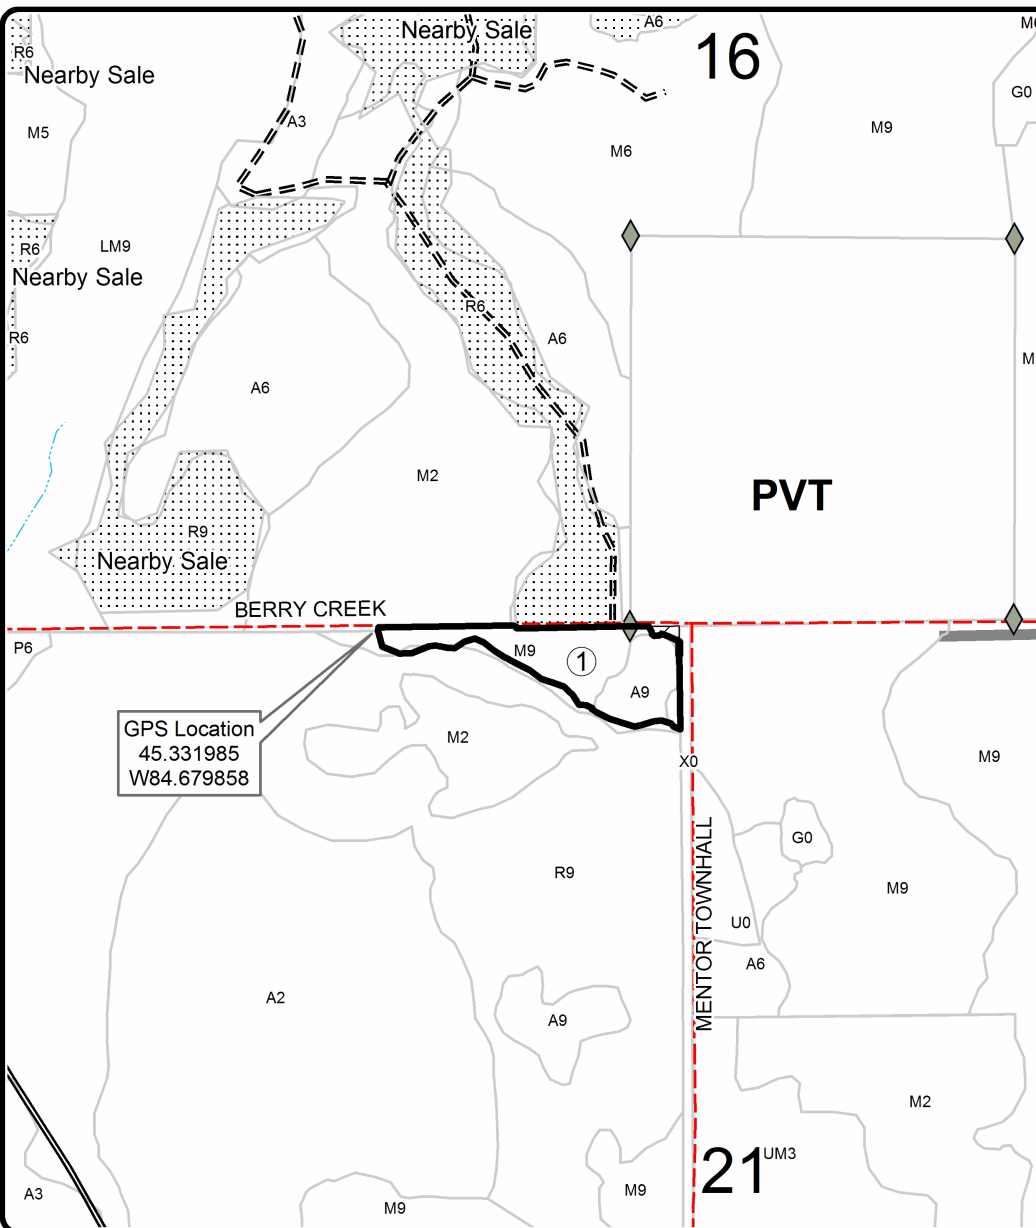 Nearby Sale
A6
16
M6
R6
Nearby Sale
G0
A3
M5
M9
M6
R6
LM9
Nearby Sale
R6
R6
A6
M
A6
M2
PVT
R9
Nearby Sale
BERRY CREEK
P6
M9
1
A9
GPS Location
45.331985
W84.679858
M2
X0
M9
MENTOR TOWNHALL
G0
R9
M9
U0
A6
A2
A9
M2
21
UM3
A3
M9
M9